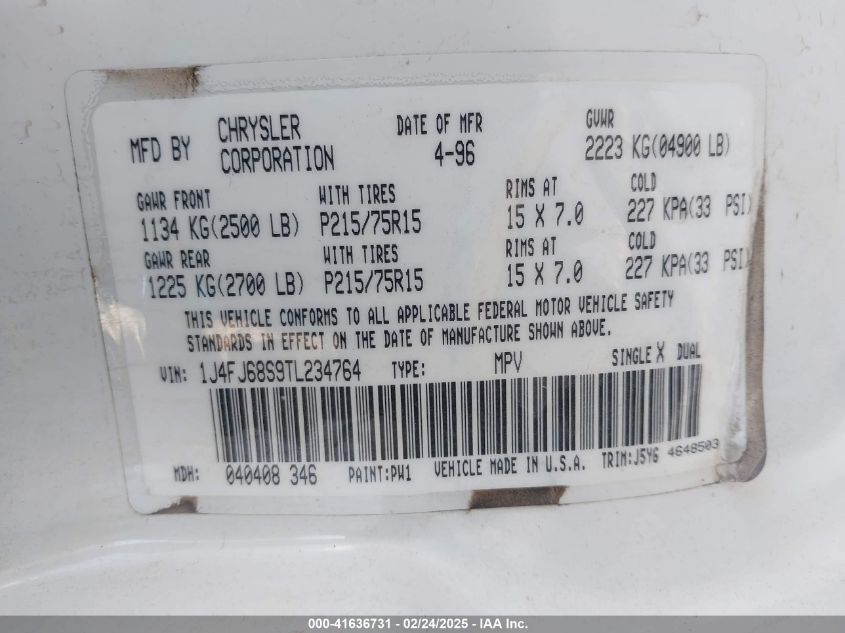 MFD BY CHRYSLER CORPORATION DATE OF MFR 4-96 GVWR 2223 KG(04900 LB)
GAWR FRONT WITH TIRES RIMS AT COLD
1134 KG(2500 LB) P215/75R15 15 X 7.0 227 KPA(33 PSI)
GAWR REAR WITH TIRES RIMS AT COLD
1225 KG(2700 LB) P215/75R15 15 X 7.0 227 KPA(33 PSI)
THIS VEHICLE CONFORMS TO ALL APPLICABLE FEDERAL MOTOR VEHICLE SAFETY
STANDARDS IN EFFECT ON THE DATE OF MANUFACTURE SHOWN ABOVE.
VIN: 1J4FJ68S9TL234764 TYPE: MPV SINGLE X DUAL
MDH: 040408 346 PAINT:PW1 VEHICLE MADE IN U.S.A. TRIM:J5Y6 4648503
000-41636731 - 02/24/2025 - IAA Holdings, LLC.